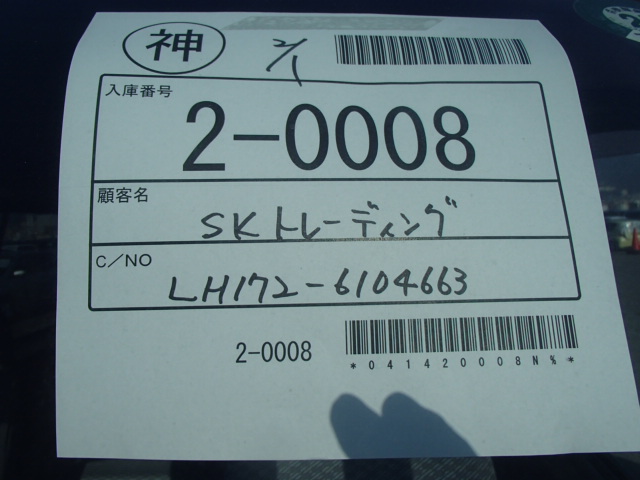 神 2/1
入庫番号
2-0008
顧客名
SKトレーディング
C/NO
LH172-6104663
2-0008
*041420008N%*